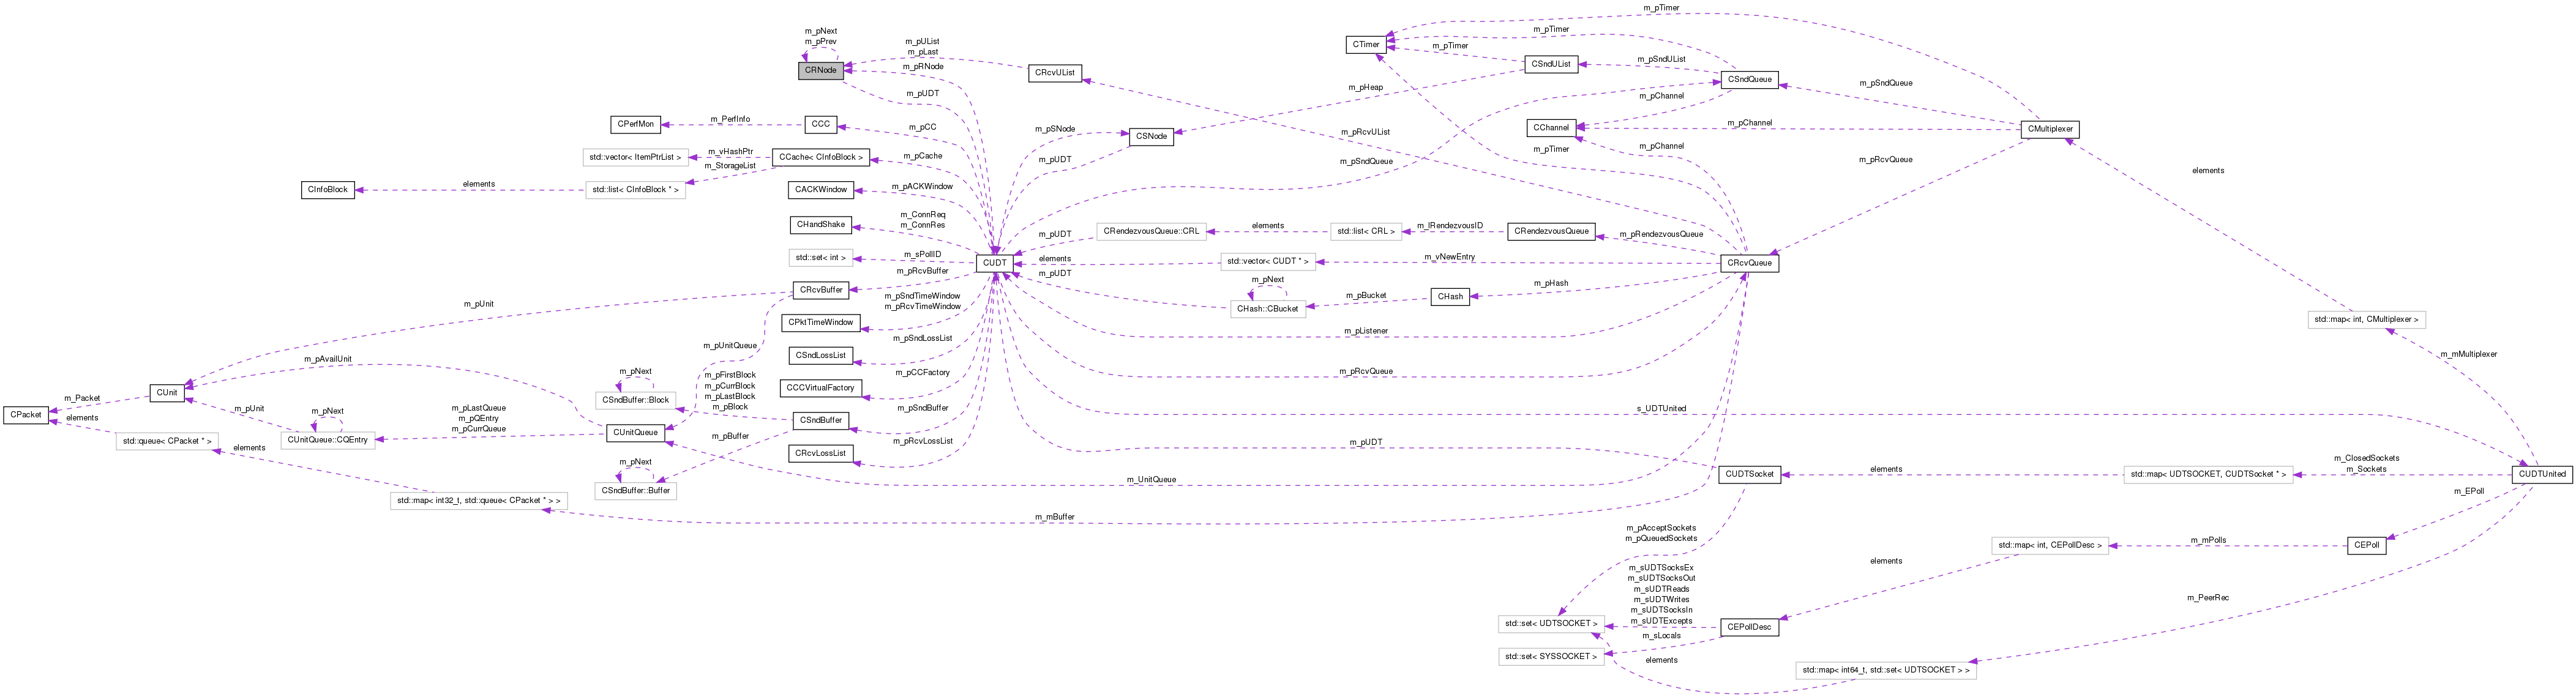 m_pTimer
m_pNext
m_pPrev
CRNode
m_pUList
m_pLast
m_pRNode
m_pUDT
CRcvUList
CTimer
m_pTimer
m_pTimer
CSndUList
m_pSndUList
CSndQueue
m_pSndQueue
m_pHeap
m_pChannel
CPerfMon
m_PerfInfo
CCC
m_pCC
m_pSNode
CSNode
m_pRcvUList
CChannel
m_pChannel
CMultiplexer
std::vector< ItemPtrList >
m_vHashPtr
m_StorageList
CCache< CInfoBlock >
m_pCache
m_pUDT
m_pSndQueue
m_pTimer
m_pChannel
m_pRcvQueue
elements
CInfoBlock
elements
std::list< CInfoBlock * >
CACKWindow
m_pACKWindow
CHandShake
m_ConnReq
m_ConnRes
m_pUDT
CRendezvousQueue::CRL
elements
std::list< CRL >
m_lRendezvousID
CRendezvousQueue
m_pRendezvousQueue
std::set< int >
m_sPollID
CUDT
elements
std::vector< CUDT * >
m_vNewEntry
CRcvQueue
m_pRcvBuffer
m_pUDT
m_pNext
m_pHash
CRcvBuffer
m_pUnit
m_pSndTimeWindow
m_pRcvTimeWindow
CHash::CBucket
m_pBucket
CHash
CPktTimeWindow
m_pListener
std::map< int, CMultiplexer >
m_pSndLossList
m_pUnitQueue
CSndLossList
m_mMultiplexer
m_pAvailUnit
m_pNext
m_pFirstBlock
m_pCurrBlock
m_pLastBlock
m_pBlock
m_pCCFactory
m_pRcvQueue
CUnit
CCCVirtualFactory
m_Packet
CSndBuffer::Block
CPacket
elements
m_pUnit
m_pNext
m_pLastQueue
m_pQEntry
m_pCurrQueue
m_pSndBuffer
s_UDTUnited
CSndBuffer
std::queue< CPacket * >
CUnitQueue::CQEntry
CUnitQueue
m_pBuffer
m_pRcvLossList
m_pUDT
elements
CRcvLossList
m_ClosedSockets
m_Sockets
m_pNext
CUDTSocket
elements
std::map< UDTSOCKET, CUDTSocket * >
CUDTUnited
m_UnitQueue
CSndBuffer::Buffer
m_EPoll
std::map< int32_t, std::queue< CPacket * > >
m_mBuffer
m_pAcceptSockets
m_pQueuedSockets
std::map< int, CEPollDesc >
m_mPolls
CEPoll
elements
m_sUDTSocksEx
m_sUDTSocksOut
m_sUDTReads
m_sUDTWrites
m_sUDTSocksIn
m_sUDTExcepts
m_PeerRec
std::set< UDTSOCKET >
CEPollDesc
m_sLocals
std::set< SYSSOCKET >
elements
std::map< int64_t, std::set< UDTSOCKET > >